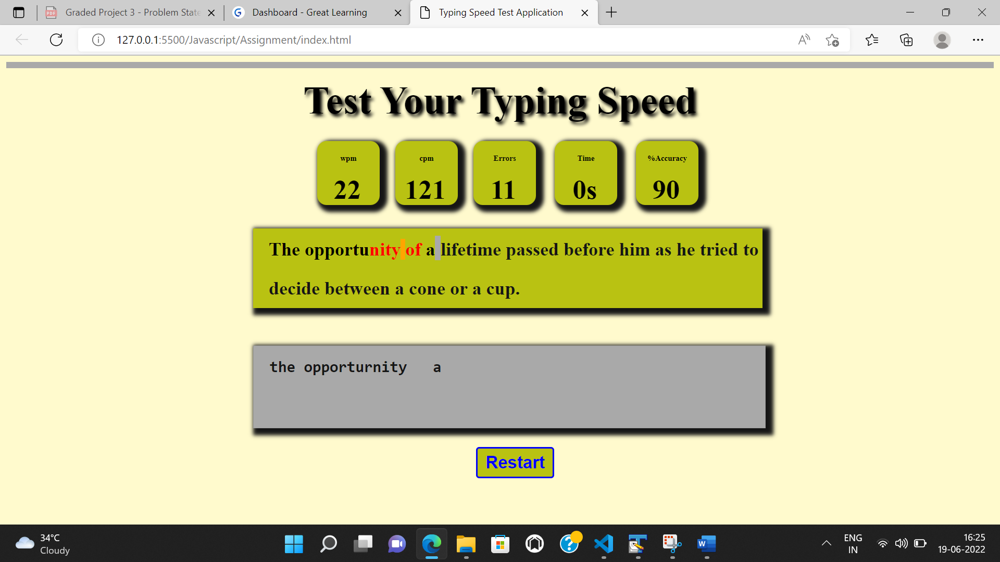 Graded Project 3 - Problem State
Dashboard - Great Learning
Typing Speed Test Application
127.0.0.1:5500/Javascript/Assignment/index.html
Test Your Typing Speed
wpm cpm Errors Time %Accuracy
22 121 11 0s 90
The opportunity of a lifetime passed before him as he tried to
decide between a cone or a cup.
the opporturnity   a
Restart
34°C
Cloudy
ENG
IN
16:25
19-06-2022